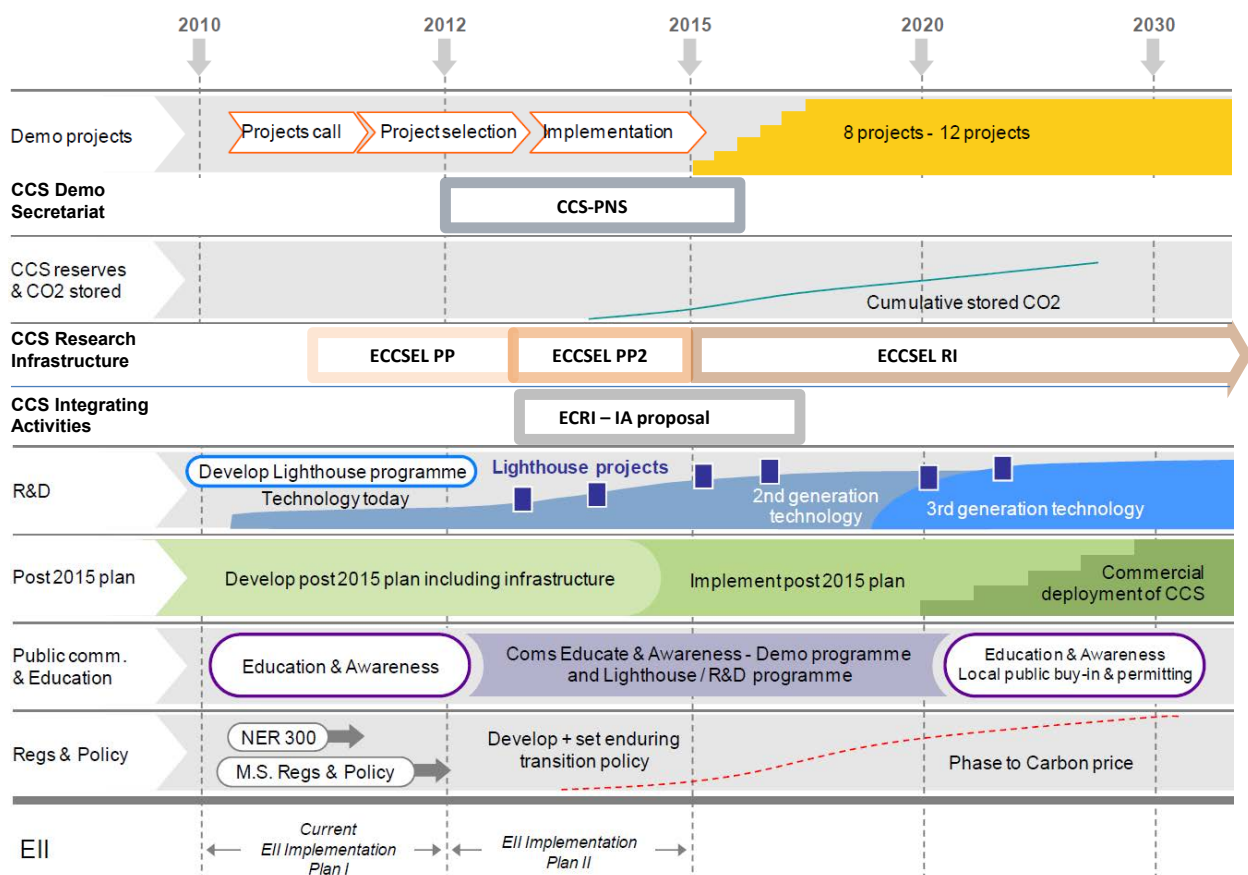 2010 2012 2015 2020 2030
Demo projects
Projects call
Project selection
Implementation
8 projects - 12 projects
CCS Demo
Secretariat
CCS-PNS
CCS reserves
& CO2 stored
Cumulative stored CO2
CCS Research
Infrastructure
ECCSEL PP
ECCSEL PP2
ECCSEL RI
CCS Integrating
Activities
ECRI – IA proposal
R&D
Develop Lighthouse programme
Technology today
Lighthouse projects
2nd generation
technology
3rd generation technology
Post 2015 plan
Develop post 2015 plan including infrastructure
Implement post 2015 plan
Commercial
deployment of CCS
Public comm.
& Education
Education & Awareness
Coms Educate & Awareness - Demo programme
and Lighthouse / R&D programme
Education & Awareness
Local public buy-in & permitting
Regs & Policy
NER 300
M.S. Regs & Policy
Develop + set enduring
transition policy
Phase to Carbon price
EII
Current
EII Implementation
Plan I
EII Implementation
Plan II